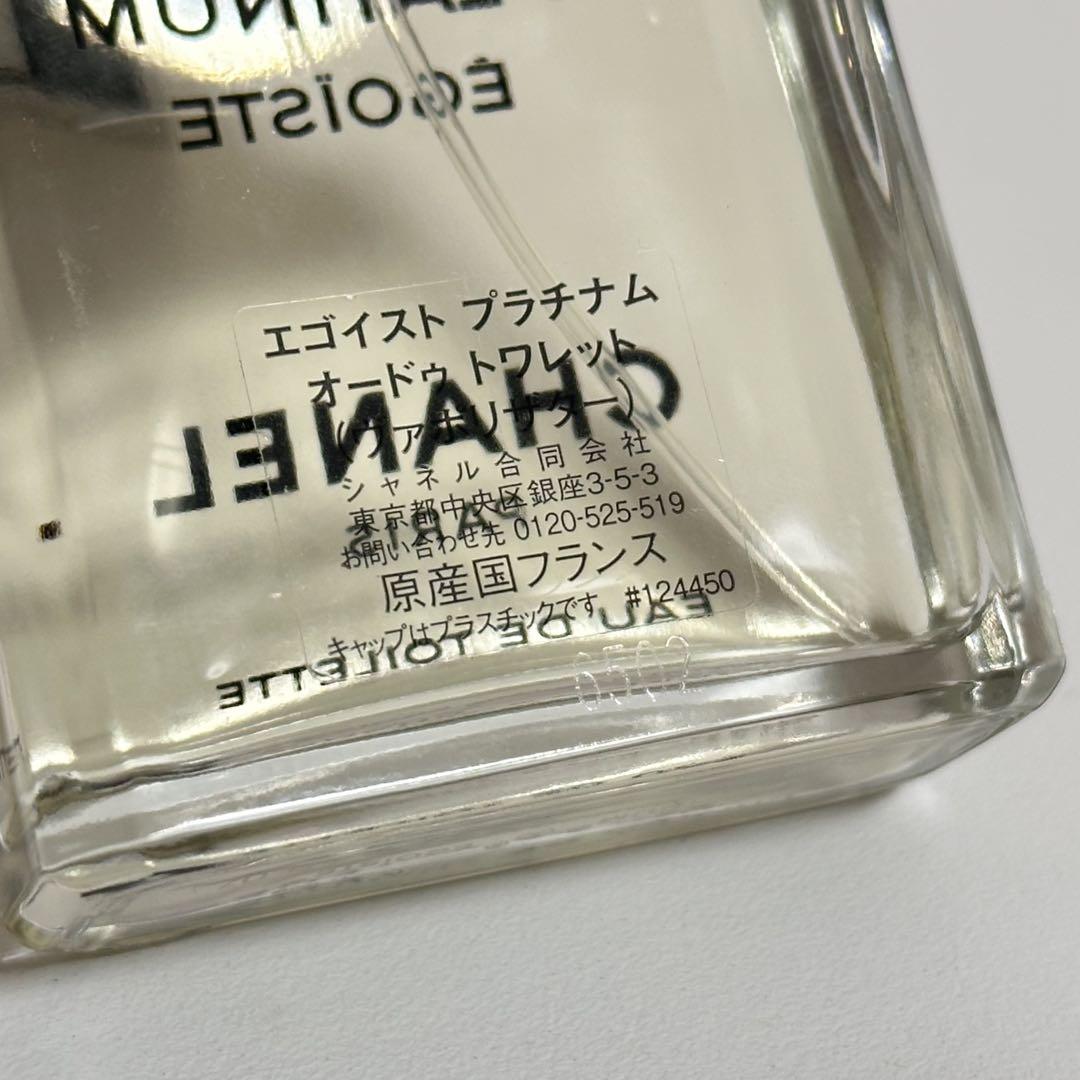 PLATINUM
ÉGOÏSTE
エゴイスト プラチナム
オードゥ トワレット
(ヴァポリザター)
CHANEL
シャネル合同会社
東京都中央区銀座3-5-3
PARIS
お問い合わせ先 0120-525-519
原産国フランス
キャップはプラスチックです #124450
EAU DE TOILETTE
6502